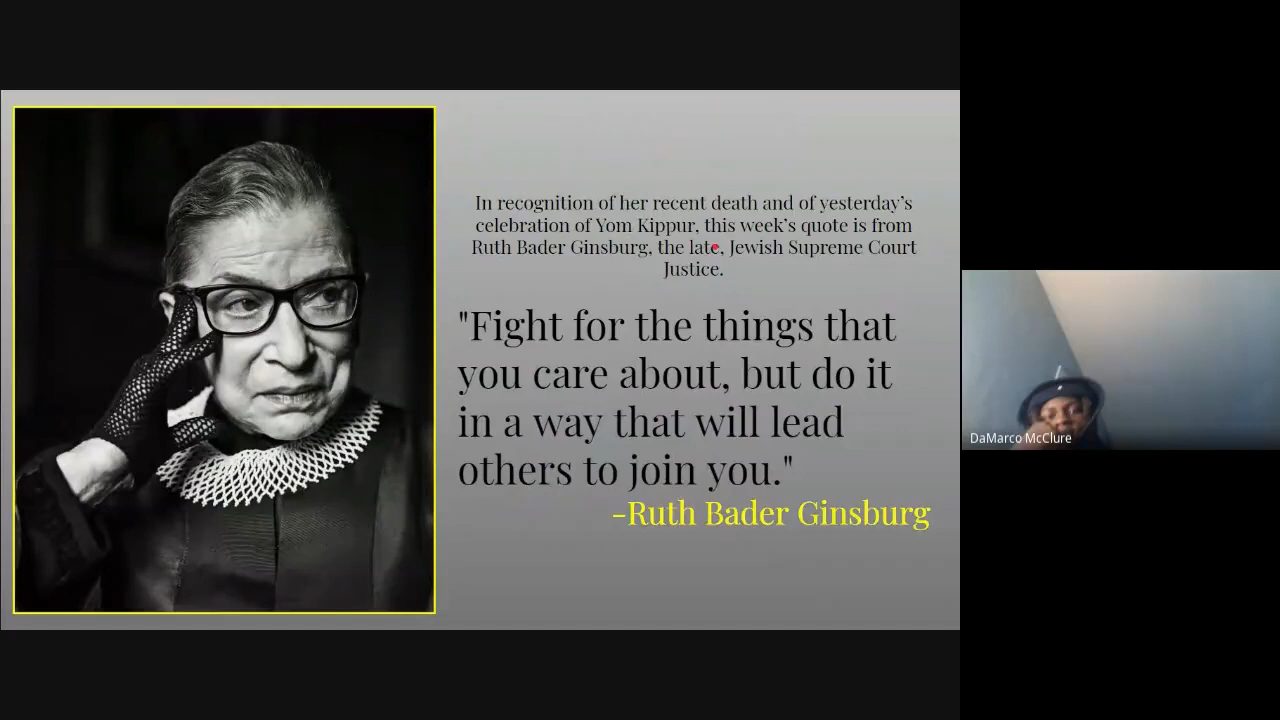 In recognition of her recent death and of yesterday's
celebration of Yom Kippur, this week's quote is from
Ruth Bader Ginsburg, the late, Jewish Supreme Court
Justice.
"Fight for the things that
you care about, but do it
in a way that will lead
others to join you."
-Ruth Bader Ginsburg
DaMarco McClure